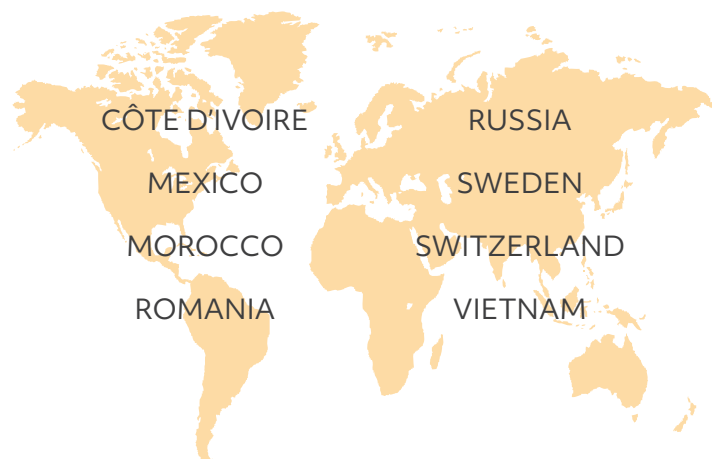 CÔTE D’IVOIRE
MEXICO
MOROCCO
ROMANIA
RUSSIA
SWEDEN
SWITZERLAND
VIETNAM